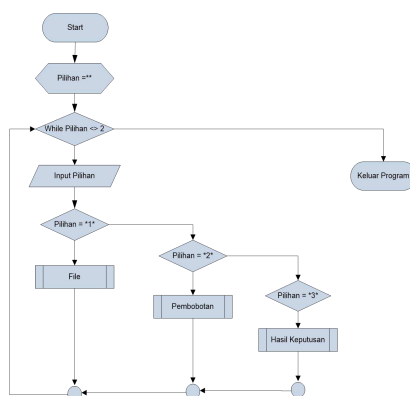 Start
Pilihan =**
While Pilihan <> 2
Input Pilihan
Keluar Program
Pilihan = *1*
Pilihan = *2*
File
Pilihan = *3*
Pembobotan
Hasil Keputusan